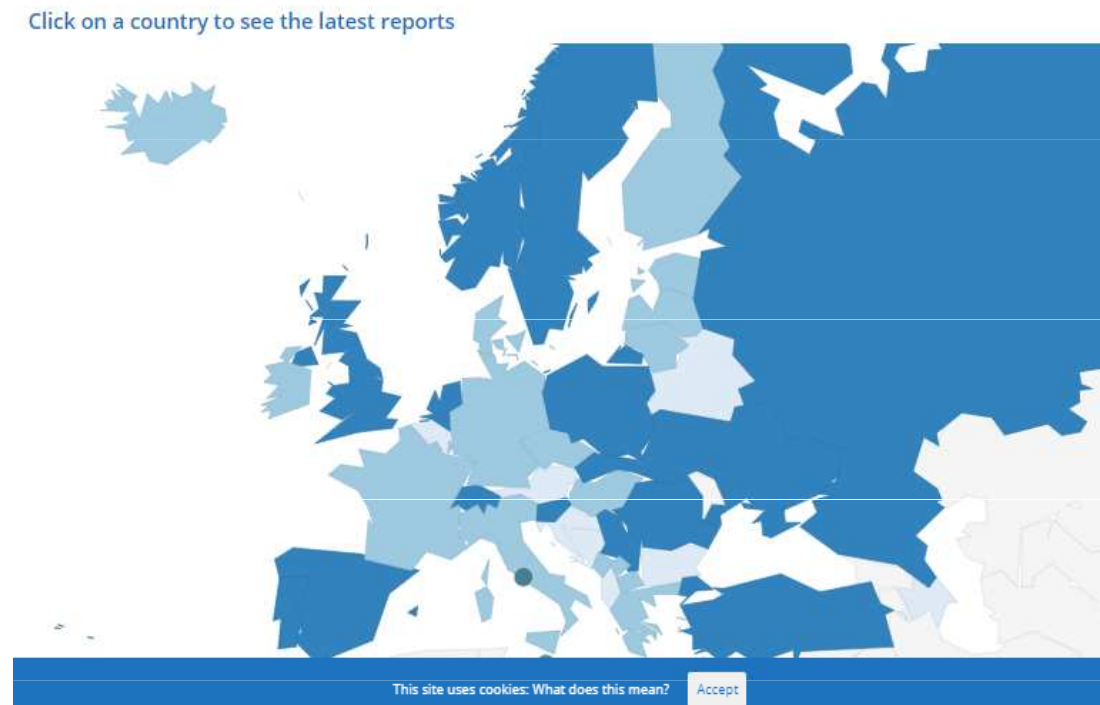 Click on a country to see the latest reports
This site uses cookies: What does this mean?
Accept